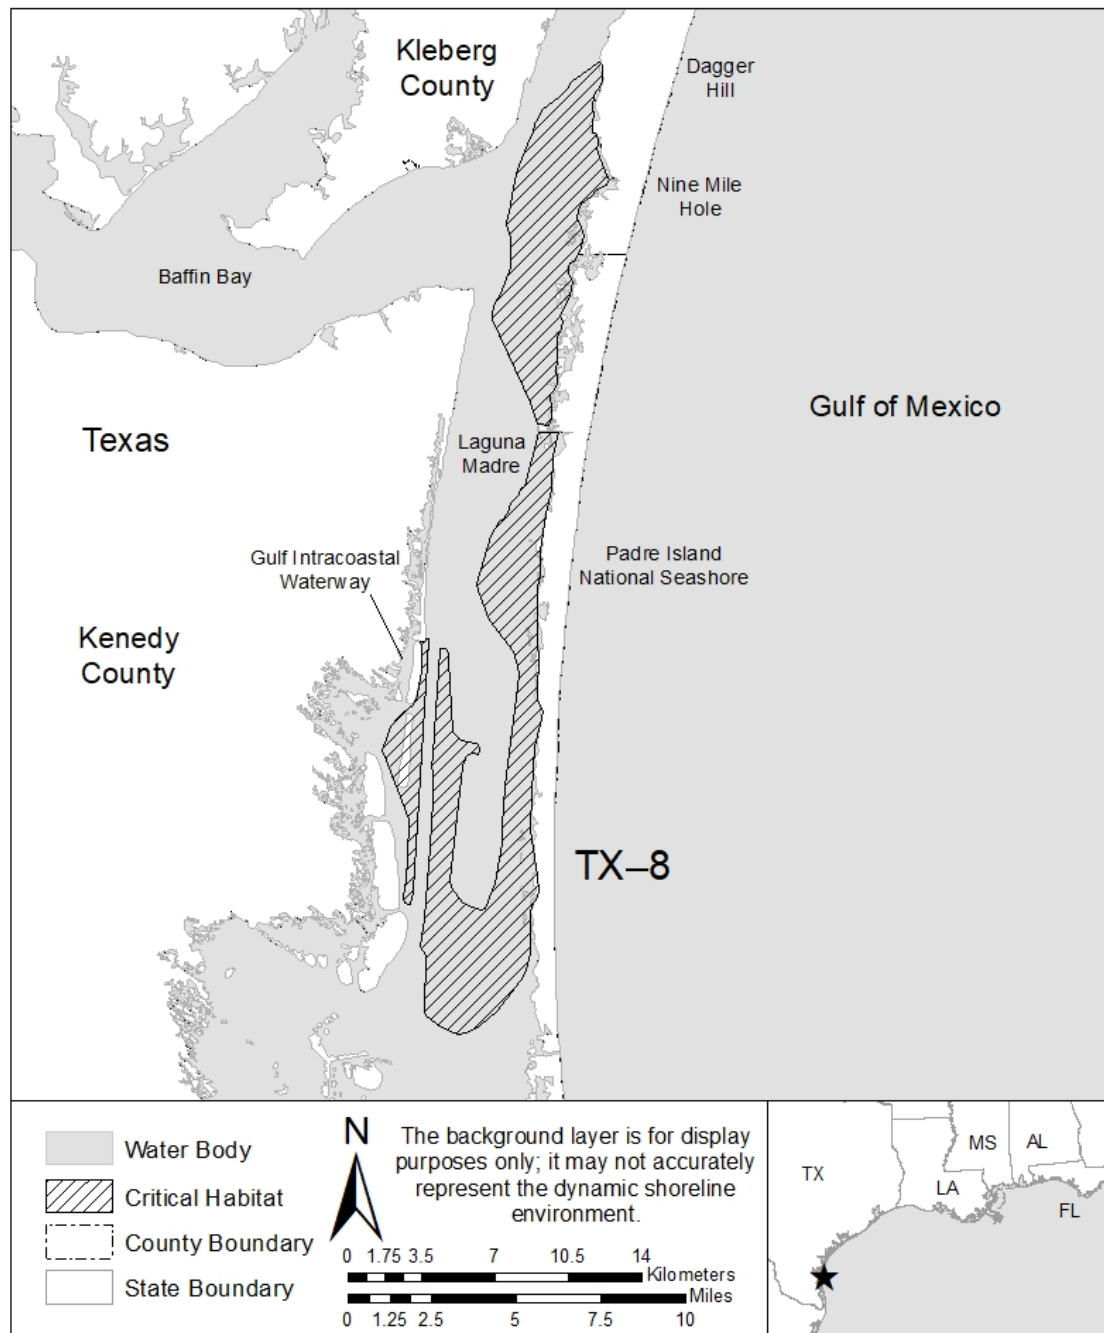 Kleberg
County
Dagger
Hill
Nine Mile
Hole
Baffin Bay
Gulf of Mexico
Texas
Laguna
Madre
Gulf Intracoastal
Waterway
Padre Island
National Seashore
Kenedy
County
TX–8
Water Body
Critical Habitat
County Boundary
State Boundary
N
The background layer is for display
purposes only; it may not accurately
represent the dynamic shoreline
environment.
0 1.75 3.5 7 10.5 14
Kilometers
Miles
0 1.25 2.5 5 7.5 10
TX
LA
MS
AL
FL